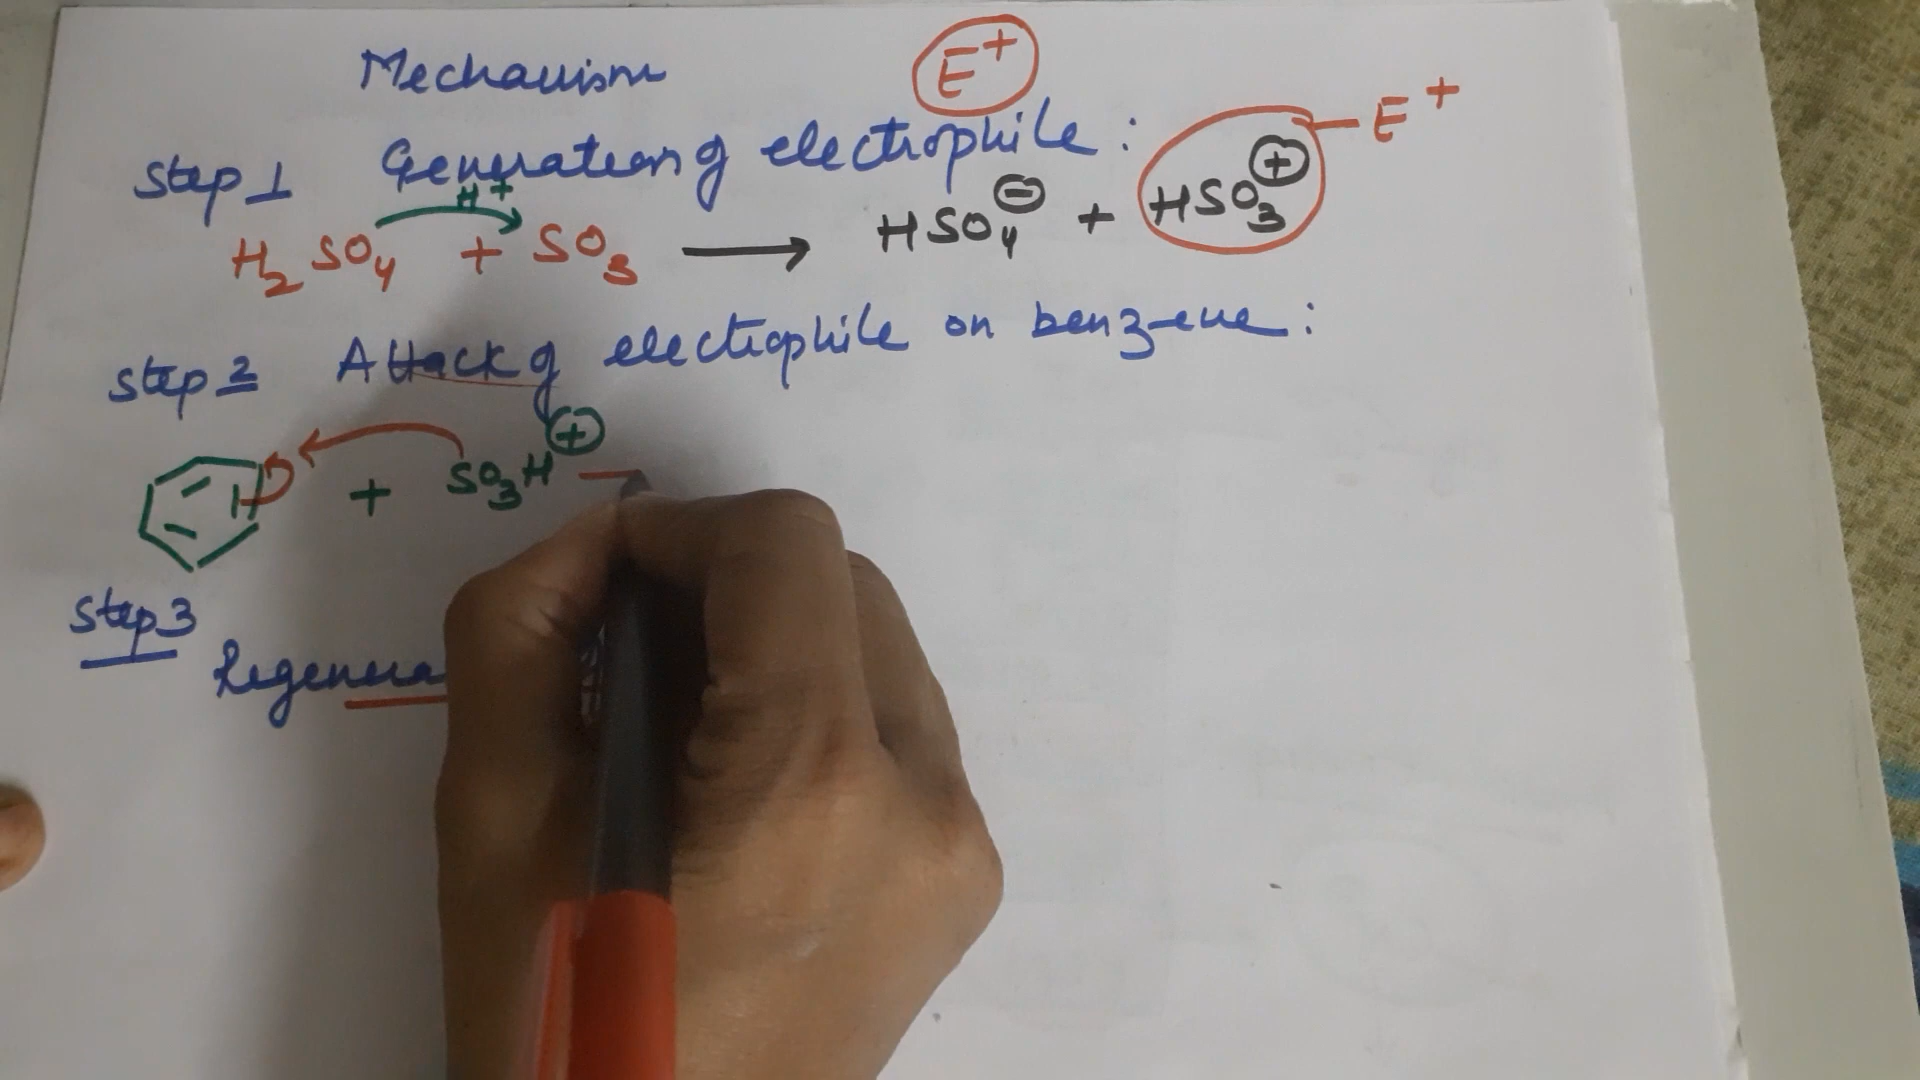 Mechanism
E+
Step 1 Generation of electrophile:
H+
H2SO4 + SO3 ⟶ HSO4⊖ + HSO3⊕ — E+
Step 2 Attack of electrophile on benzene:
+ SO3H⊕
Step 3